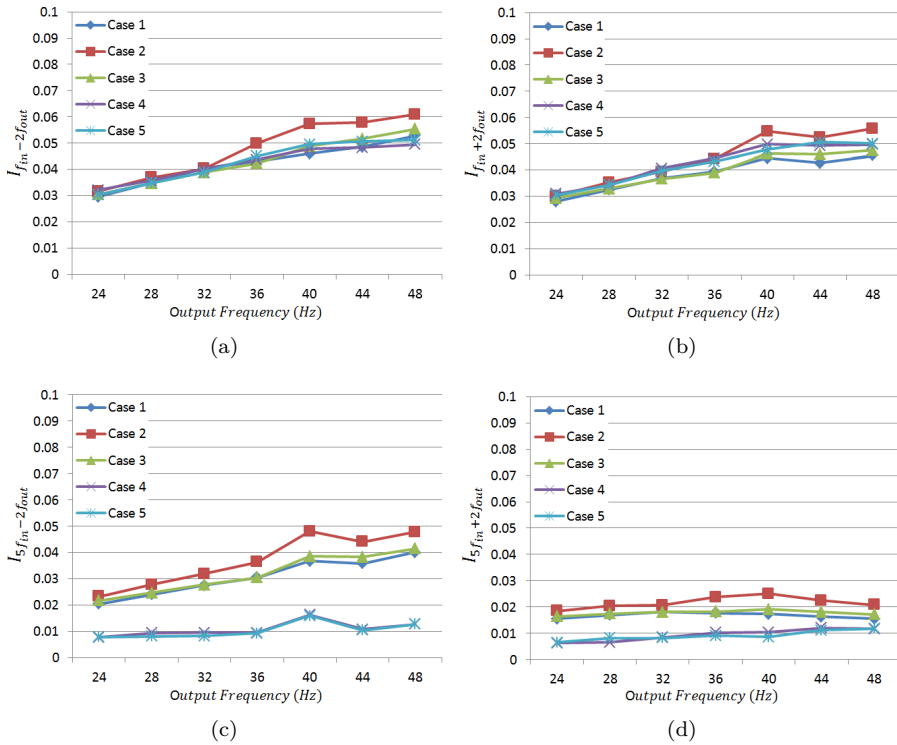 0.1
0.09
0.08
0.07
0.06
0.05
0.04
0.03
0.02
0.01
0
I_{f_{in}-2f_{out}}
Case 1
Case 2
Case 3
Case 4
Case 5
24 28 32 36 40 44 48
Output Frequency (Hz)
(a)
0.1
0.09
0.08
0.07
0.06
0.05
0.04
0.03
0.02
0.01
0
I_{f_{in}+2f_{out}}
Case 1
Case 2
Case 3
Case 4
Case 5
24 28 32 36 40 44 48
Output Frequency (Hz)
(b)
0.1
0.09
0.08
0.07
0.06
0.05
0.04
0.03
0.02
0.01
0
I_{5f_{in}-2f_{out}}
Case 1
Case 2
Case 3
Case 4
Case 5
24 28 32 36 40 44 48
Output Frequency (Hz)
(c)
0.1
0.09
0.08
0.07
0.06
0.05
0.04
0.03
0.02
0.01
0
I_{5f_{in}+2f_{out}}
Case 1
Case 2
Case 3
Case 4
Case 5
24 28 32 36 40 44 48
Output Frequency (Hz)
(d)